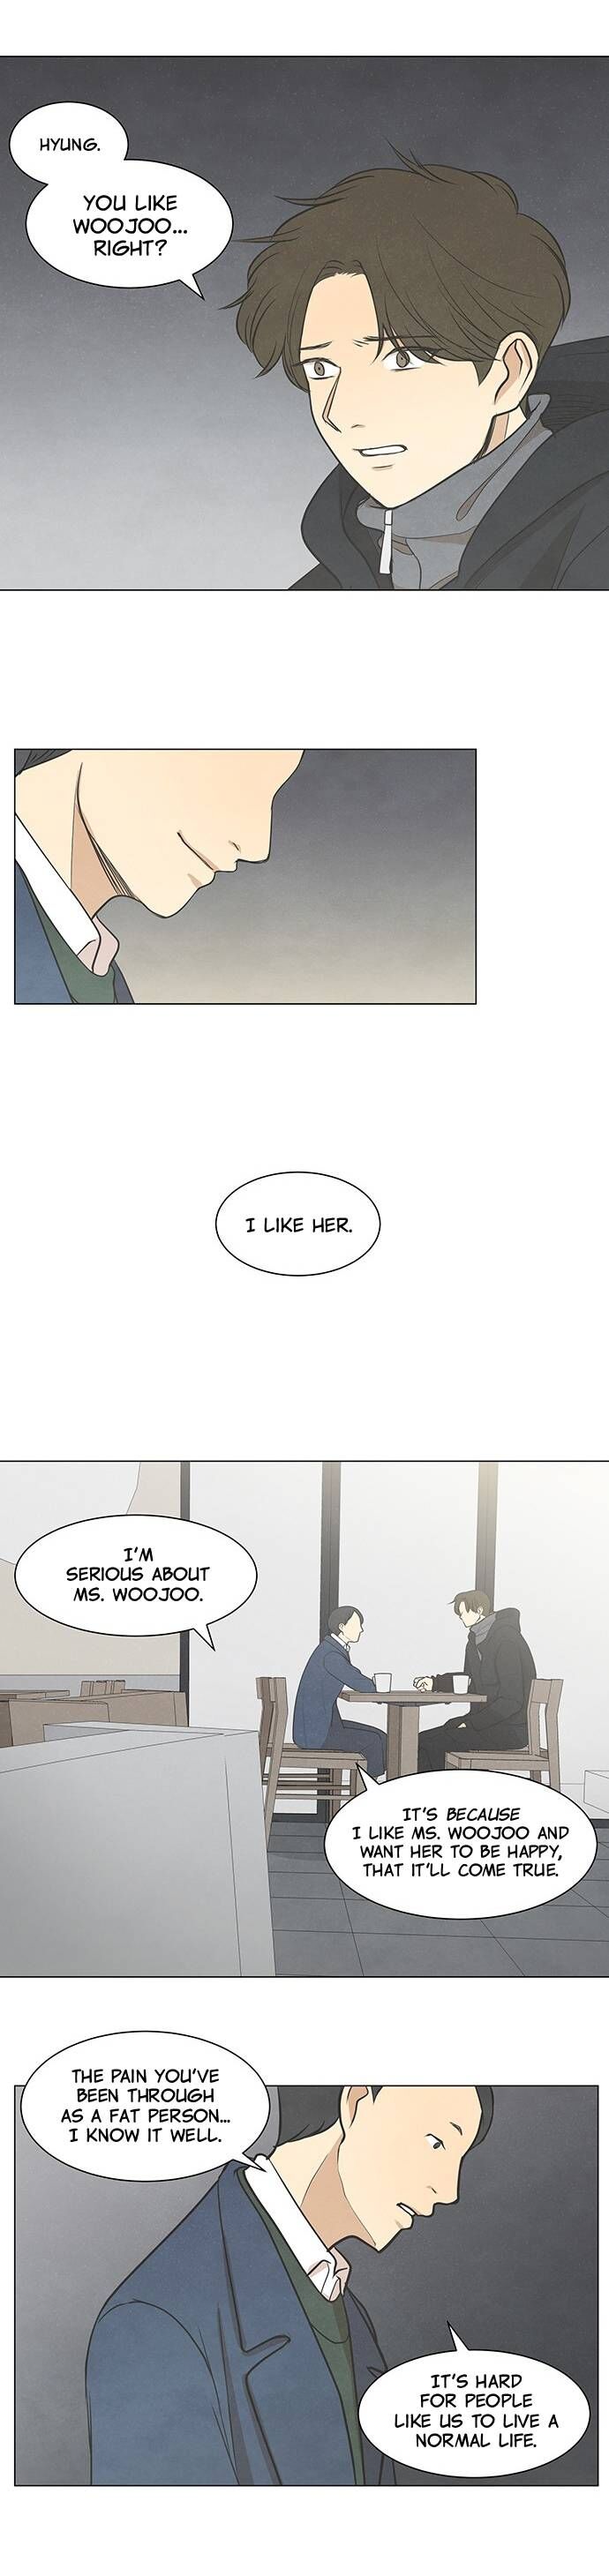 HYUNG.
YOU LIKE
WOOJOO...
RIGHT?
I LIKE HER.
I'M
SERIOUS ABOUT
MS. WOOJOO.
IT'S BECAUSE
I LIKE MS. WOOJOO AND
WANT HER TO BE HAPPY,
THAT IT'LL COME TRUE.
THE PAIN YOU'VE
BEEN THROUGH
AS A FAT PERSON...
I KNOW IT WELL.
IT'S HARD
FOR PEOPLE
LIKE US TO LIVE A
NORMAL LIFE.